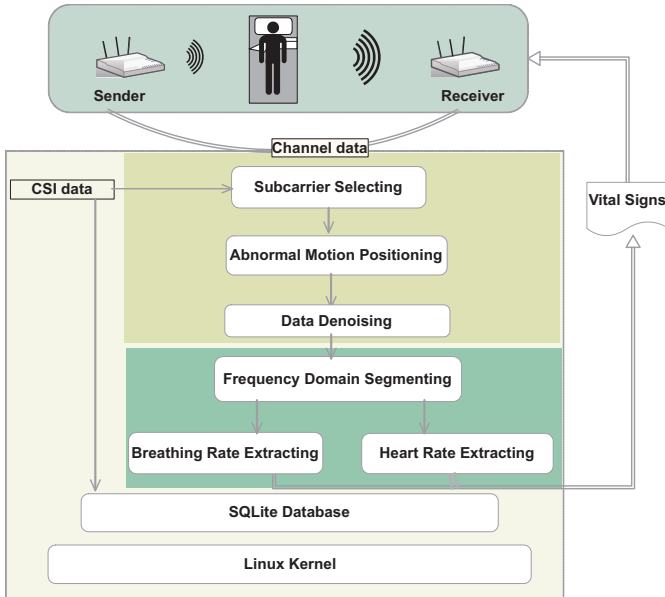 Sender
Receiver
Channel data
CSI data
Subcarrier Selecting
Vital Signs
Abnormal Motion Positioning
Data Denoising
Frequency Domain Segmenting
Breathing Rate Extracting
Heart Rate Extracting
SQLite Database
Linux Kernel